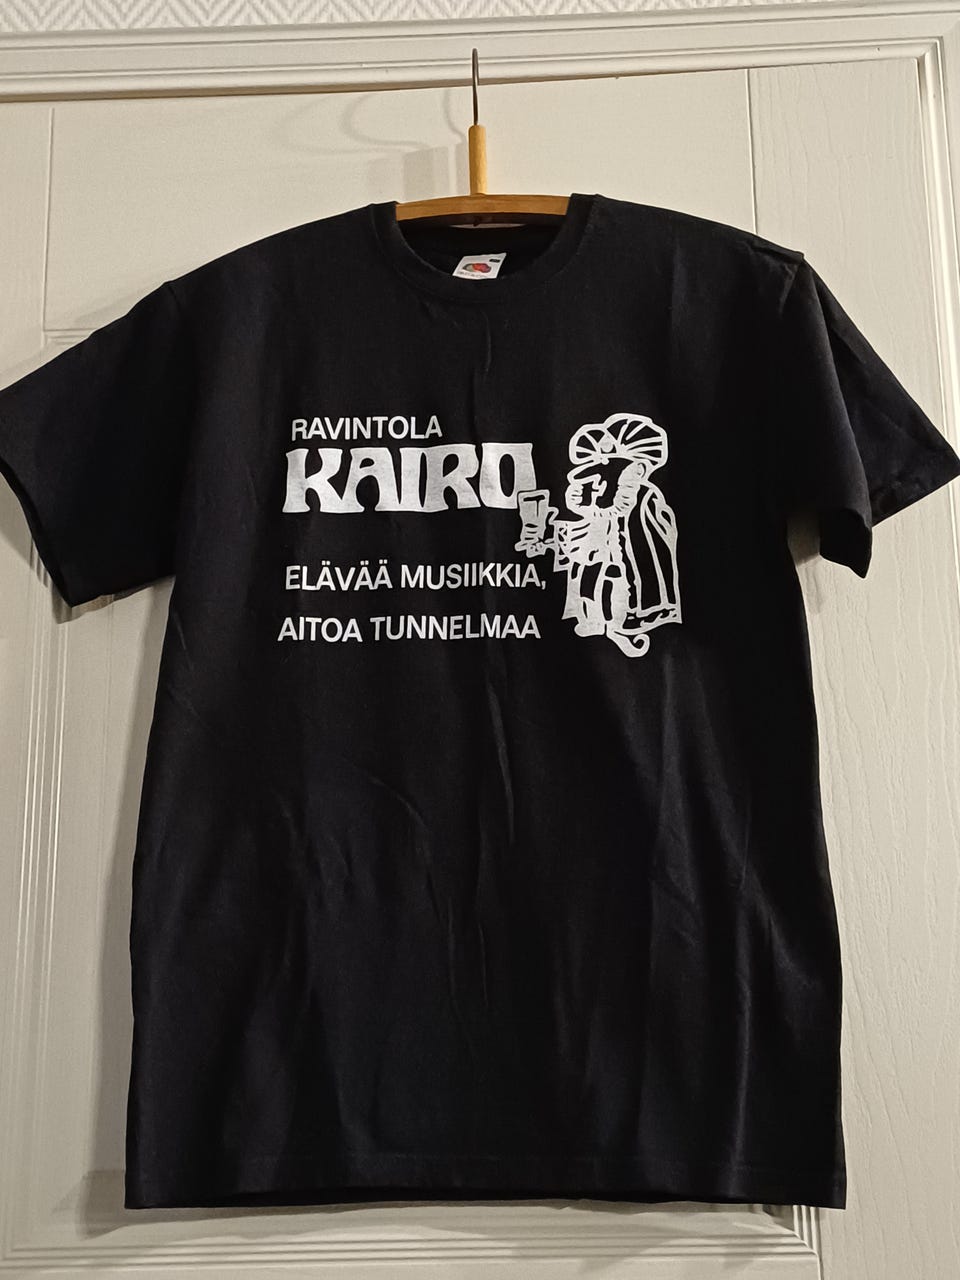 RAVINTOLA
KAIRO
ELÄVÄÄ MUSIIKKIA,
AITOA TUNNELMAA